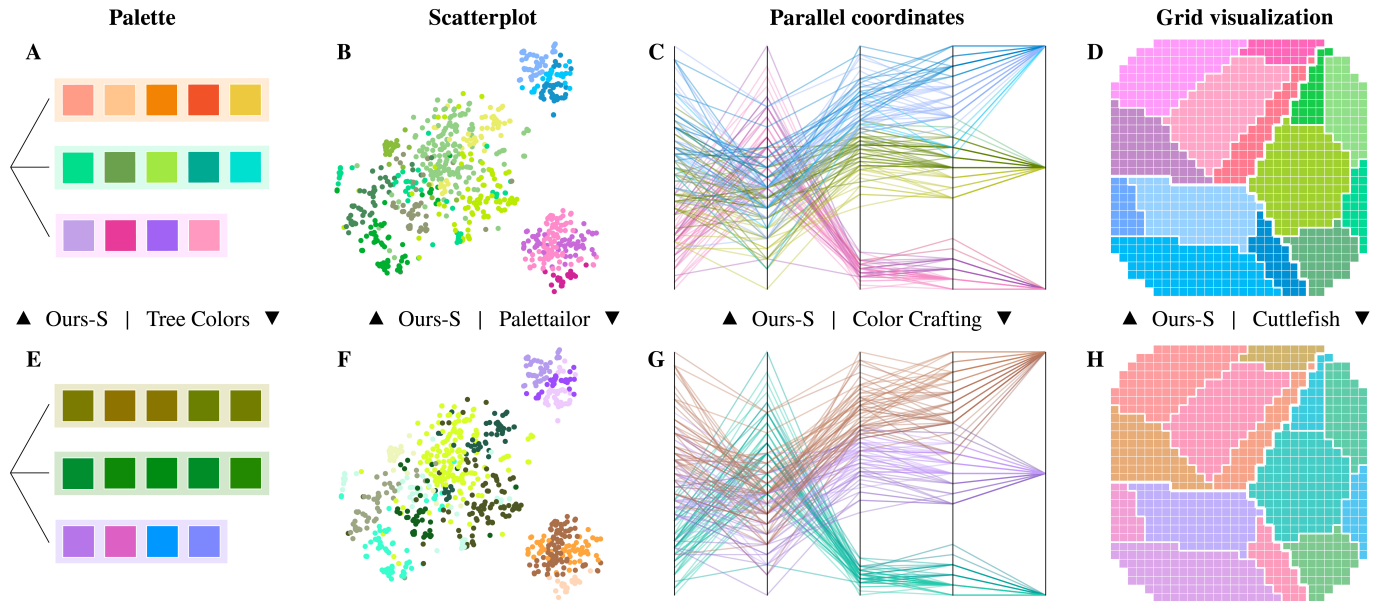 Palette
Scatterplot
Parallel coordinates
Grid visualization
A
B
C
D
▲ Ours-S | Tree Colors ▼
▲ Ours-S | Palettailor ▼
▲ Ours-S | Color Crafting ▼
▲ Ours-S | Cuttlefish ▼
E
F
G
H